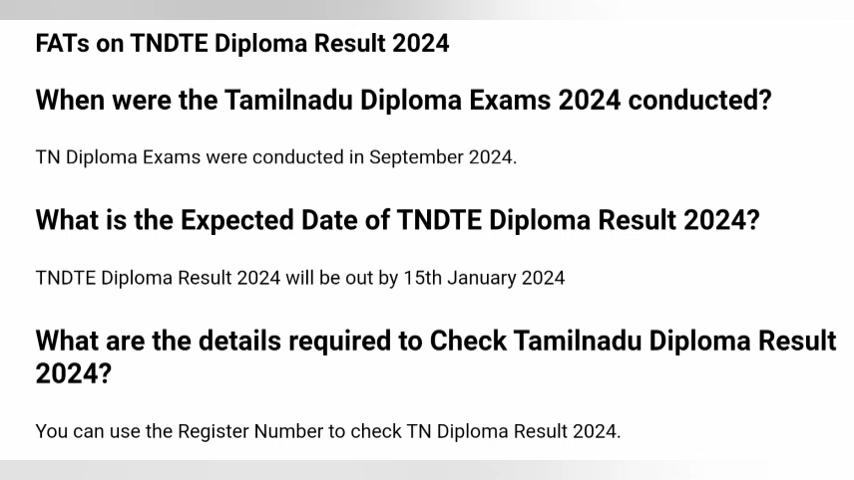 FATs on TNDTE Diploma Result 2024
When were the Tamilnadu Diploma Exams 2024 conducted?
TN Diploma Exams were conducted in September 2024.
What is the Expected Date of TNDTE Diploma Result 2024?
TNDTE Diploma Result 2024 will be out by 15th January 2024
What are the details required to Check Tamilnadu Diploma Result
2024?
You can use the Register Number to check TN Diploma Result 2024.